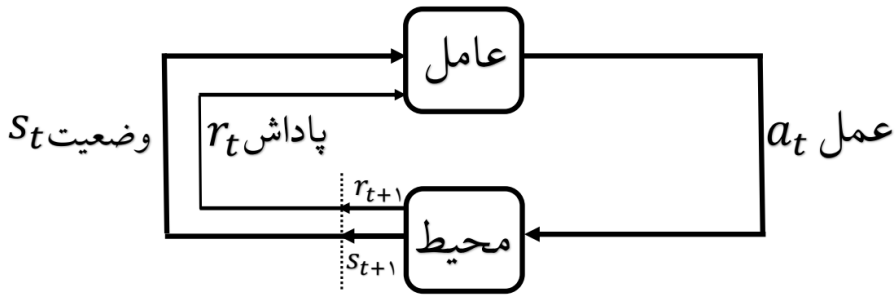 عامل
وضعیت s_t
پاداش r_t
عمل a_t
r_{t+۱}
محیط
s_{t+۱}